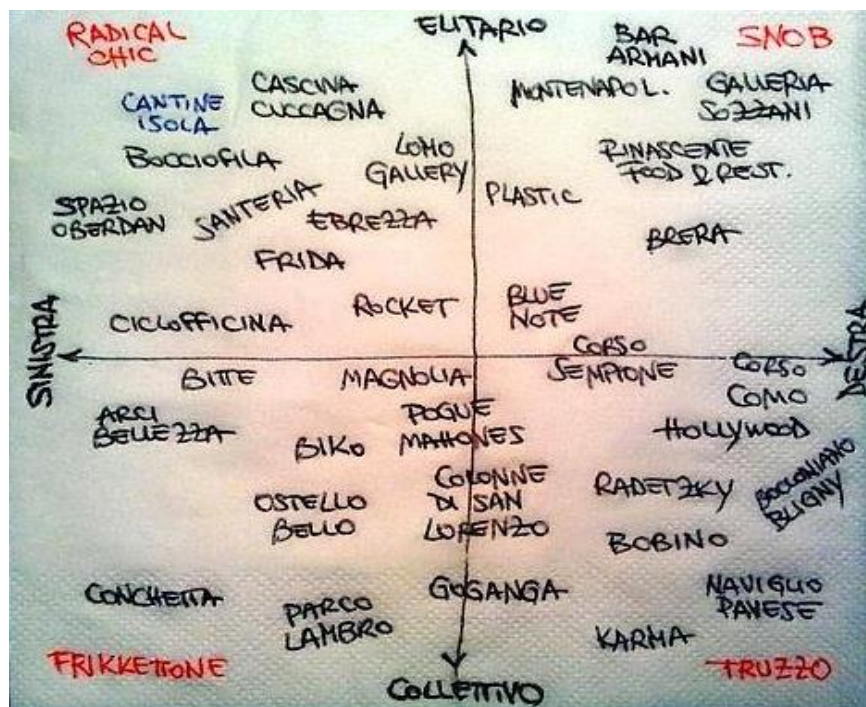 RADICAL
CHIC
ELITARIO
BAR
ARMANI
SNOB
CANTINE
ISOLA
CASCINA
CUCCAGNA
MONTENAPOL.
GALLERIA
SOZZANI
BOCCIOFILA
LOMO
GALLERY
RINASCENTE
FOOD & REST.
SPAZIO
OBERDAN
SANTERIA
EBREZZA
PLASTIC
BRERA
FRIDA
CICLOFFICINA
ROCKET
BLUE
NOTE
SINISTRA
DESTRA
CORSO
SEMPIONE
CORSO
COMO
BITTE
MAGNOLIA
ARCI
BELLEZZA
BIKO
POGUE
MAHONES
HOLLYWOOD
OSTELLO
BELLO
COLONNE
DI SAN
LORENZO
RADETZKY
BOCCONIANO
BLIGNY
BOBINO
CONCHETTA
PARCO
LAMBRO
GOGANGA
NAVIGLIO
PAVESE
KARMA
FRIKKETTONE
COLLETTIVO
TRUZZO